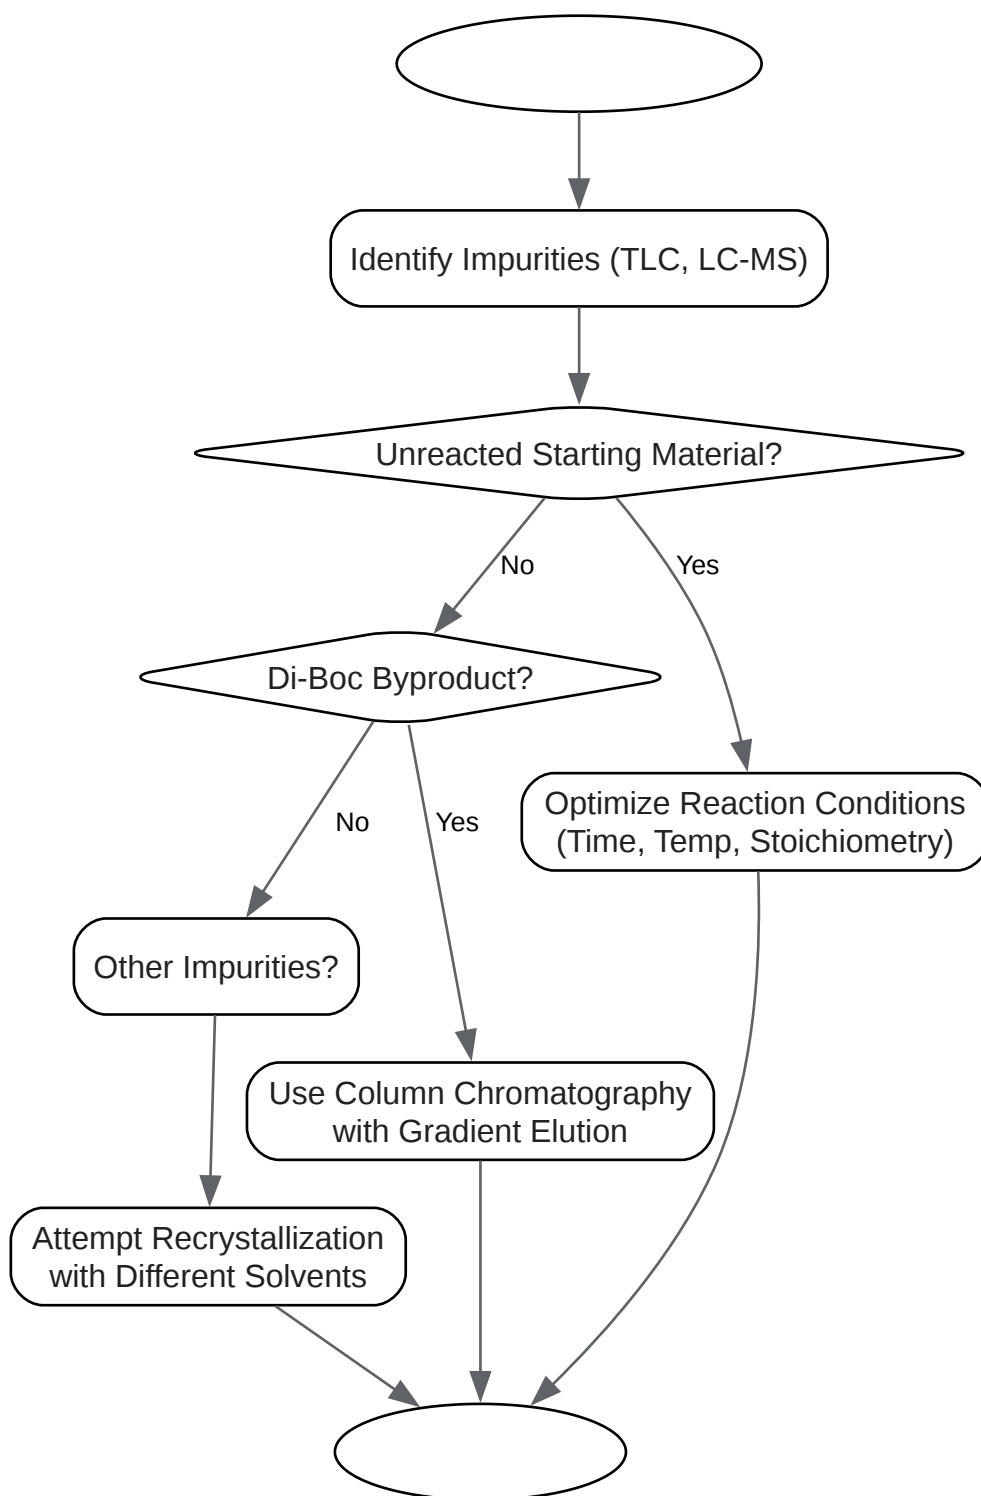 Identify Impurities (TLC, LC-MS)
Unreacted Starting Material?
No
Yes
Di-Boc Byproduct?
Optimize Reaction Conditions
(Time, Temp, Stoichiometry)
No
Yes
Other Impurities?
Use Column Chromatography
with Gradient Elution
Attempt Recrystallization
with Different Solvents